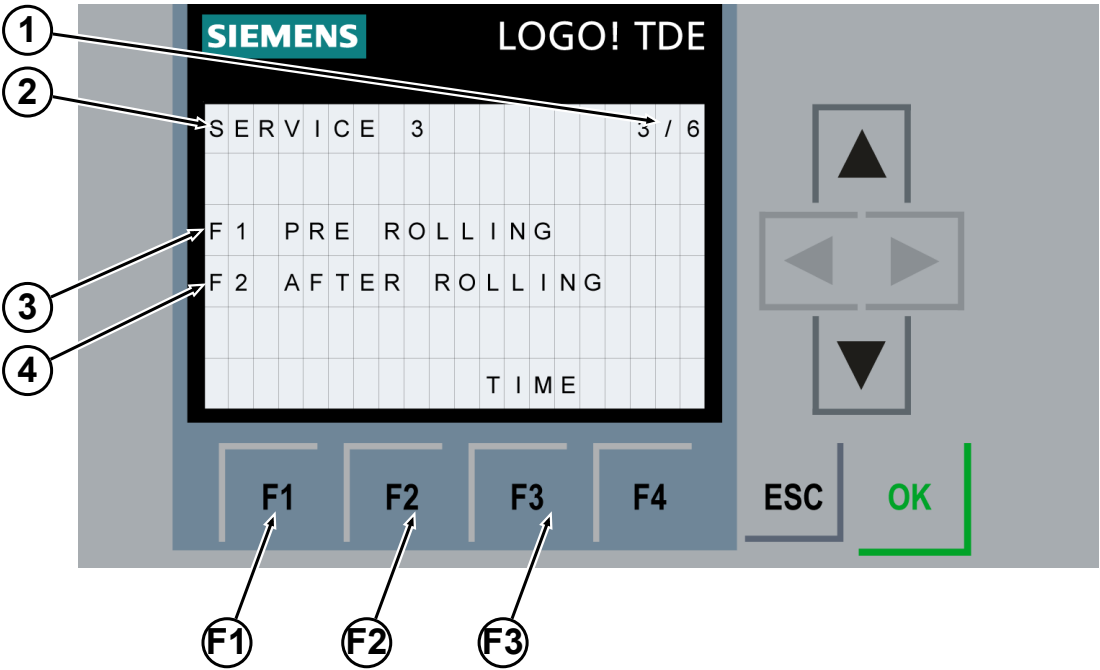 1
SIEMENS LOGO! TDE
2
SERVICE 3 3/6
F1 PRE ROLLING
3
F2 AFTER ROLLING
4
TIME
F1 F2 F3 F4 ESC OK
F1 F2 F3